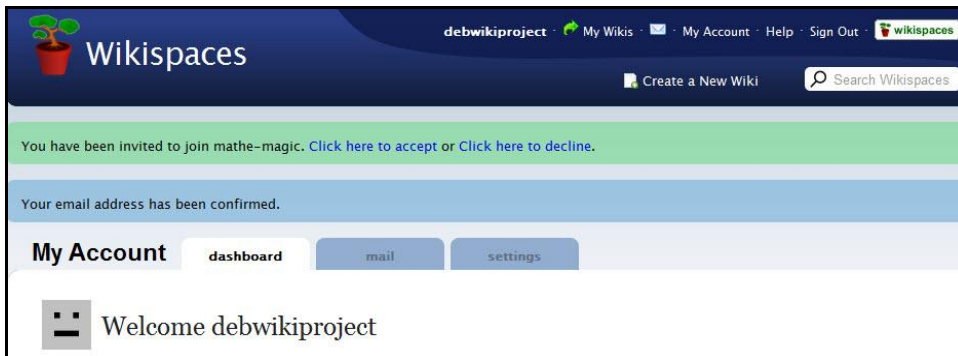 debwikiproject · My Wikis · My Account · Help · Sign Out · wikispaces
Wikispaces
Create a New Wiki Search Wikispaces
You have been invited to join mathe-magic. Click here to accept or Click here to decline.
Your email address has been confirmed.
My Account dashboard mail settings
Welcome debwikiproject